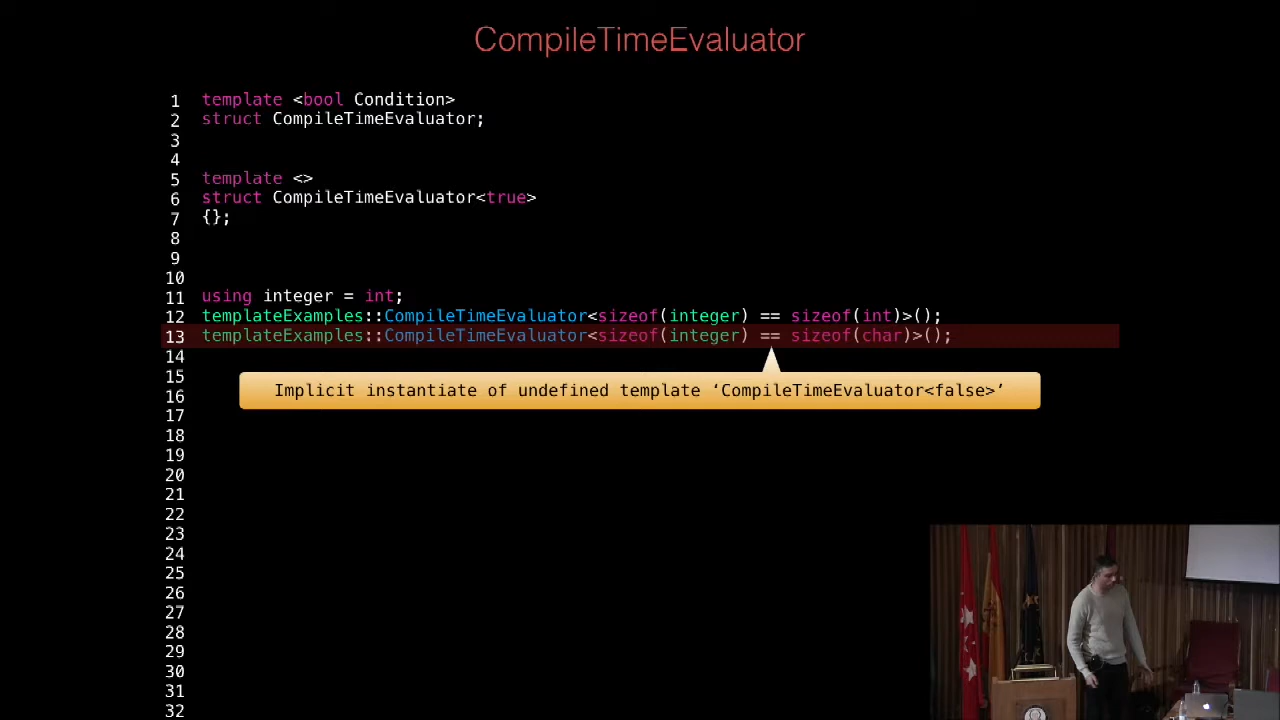 CompileTimeEvaluator
1 template <bool Condition>
2 struct CompileTimeEvaluator;
3
4
5 template <>
6 struct CompileTimeEvaluator<true>
7 {};
8
9
10
11 using integer = int;
12 templateExamples::CompileTimeEvaluator<sizeof(integer) == sizeof(int)>();
13 templateExamples::CompileTimeEvaluator<sizeof(integer) == sizeof(char)>();
14
15
Implicit instantiate of undefined template ‘CompileTimeEvaluator<false>’
16
17
18
19
20
21
22
23
24
25
26
27
28
29
30
31
32